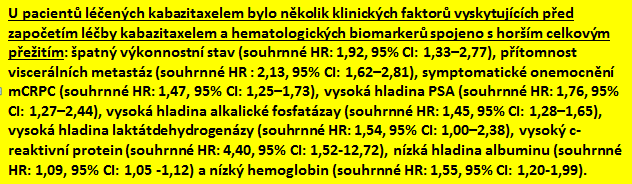 U pacientů léčených kabazitaxelem bylo několik klinických faktorů vyskytujících před
započetím léčby kabazitaxelem a hematologických biomarkerů spojeno s horším celkovým
přežitím: špatný výkonnostní stav (souhrnné HR: 1,92, 95% CI: 1,33–2,77), přítomnost
viscerálních metastáz (souhrnné HR : 2,13, 95% CI: 1,62–2,81), symptomatické onemocnění
mCRPC (souhrnné HR: 1,47, 95% CI: 1,25–1,73), vysoká hladina PSA (souhrnné HR: 1,76, 95%
CI: 1,27–2,44), vysoká hladina alkalické fosfatázay (souhrnné HR: 1,45, 95% CI: 1,28–1,65),
vysoká hladina laktátdehydrogenázy (souhrnné HR: 1,54, 95% CI: 1,00–2,38), vysoký c-
reaktivní protein (souhrnné HR: 4,40, 95% CI: 1,52-12,72), nízká hladina albuminu (souhrnné
HR: 1,09, 95% CI: 1,05 -1,12) a nízký hemoglobin (souhrnné HR: 1,55, 95% CI: 1,20-1,99).